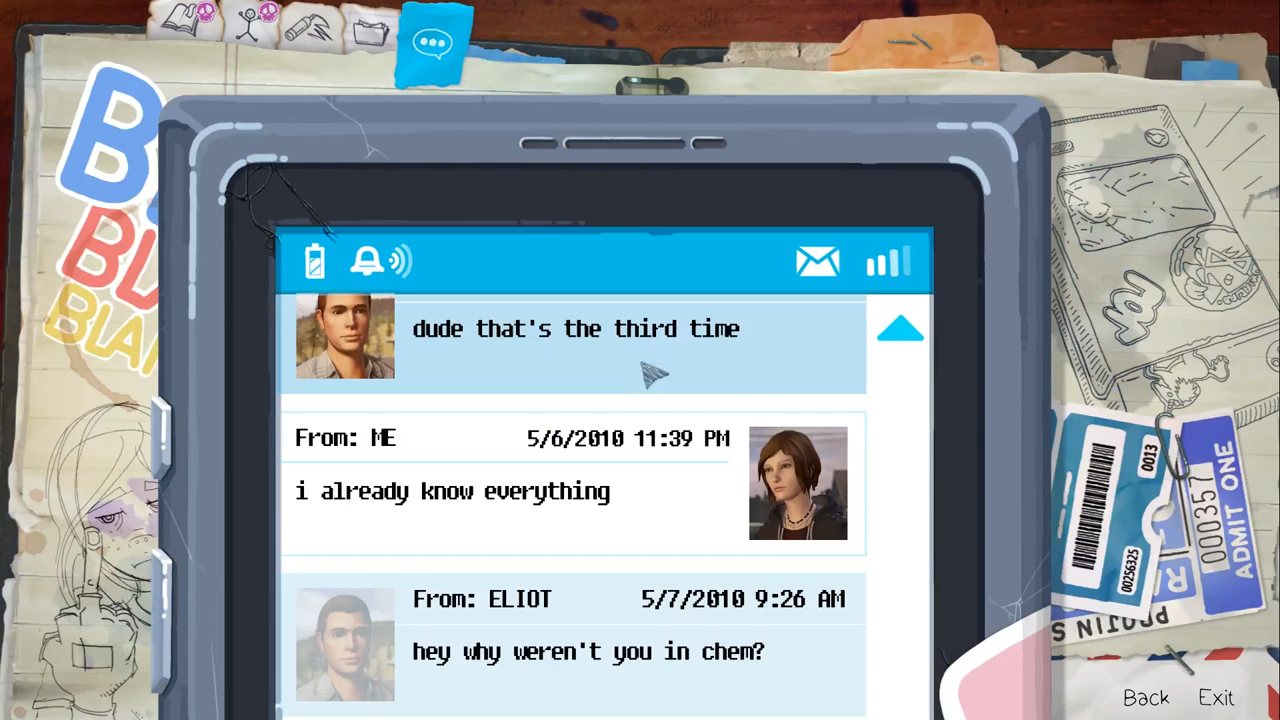 dude that's the third time
From: ME 5/6/2010 11:39 PM
i already know everything
From: ELIOT 5/7/2010 9:26 AM
hey why weren't you in chem?
0013
00256325
000357
ADMIT ONE
Back Exit